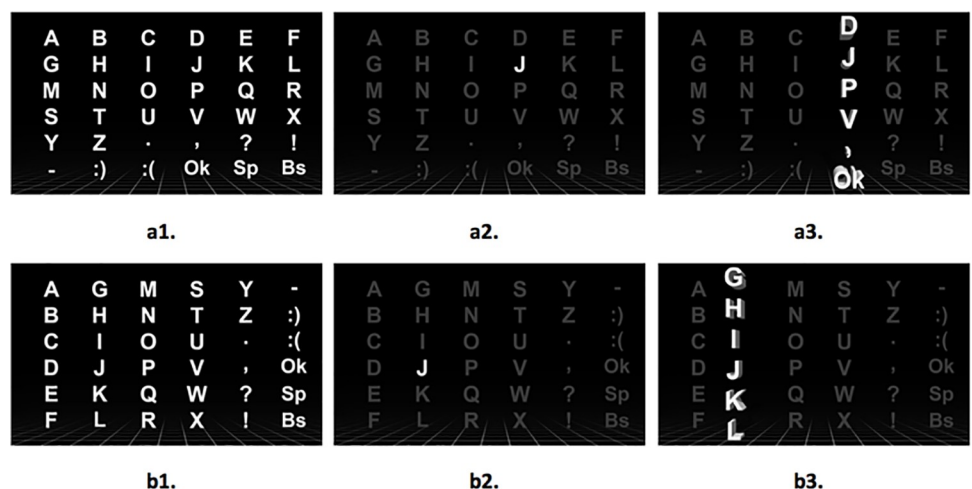 A B C D E F
G H I J K L
M N O P Q R
S T U V W X
Y Z . , ? !
- :) :( Ok Sp Bs
a1.
A B C D E F
G H I J K L
M N O P Q R
S T U V W X
Y Z . , ? !
- :) :( Ok Sp Bs
a2.
A B C D E F
G H I J K L
M N O P Q R
S T U V W X
Y Z . , ? !
- :) :( Ok Sp Bs
a3.
A G M S Y -
B H N T Z :)
C I O U . :(
D J P V , Ok
E K Q W ? Sp
F L R X ! Bs
b1.
A G M S Y -
B H N T Z :)
C I O U . :(
D J P V , Ok
E K Q W ? Sp
F L R X ! Bs
b2.
A G M S Y -
B H N T Z :)
C I O U . :(
D J P V , Ok
E K Q W ? Sp
F L R X ! Bs
b3.